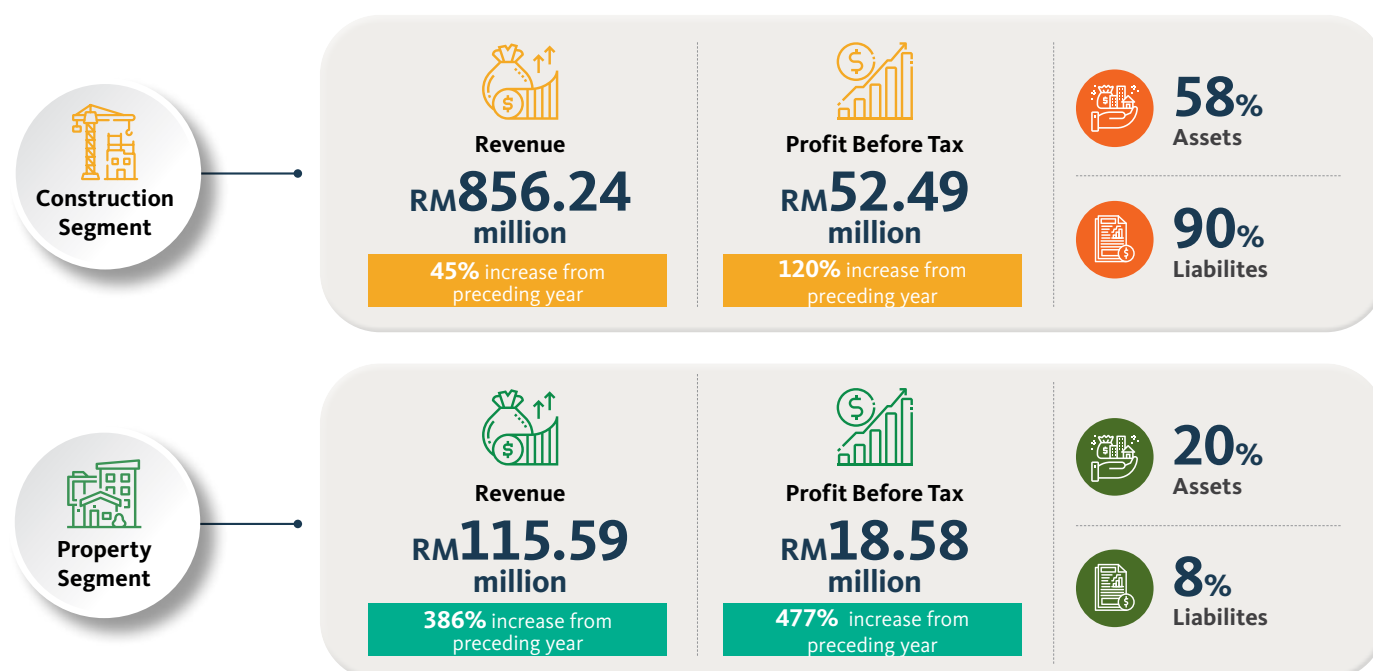 Construction
Segment
Revenue
RM856.24
million
45% increase from
preceding year
Profit Before Tax
RM52.49
million
120% increase from
preceding year
58%
Assets
90%
Liabilites
Property
Segment
Revenue
RM115.59
million
386% increase from
preceding year
Profit Before Tax
RM18.58
million
477% increase from
preceding year
20%
Assets
8%
Liabilites